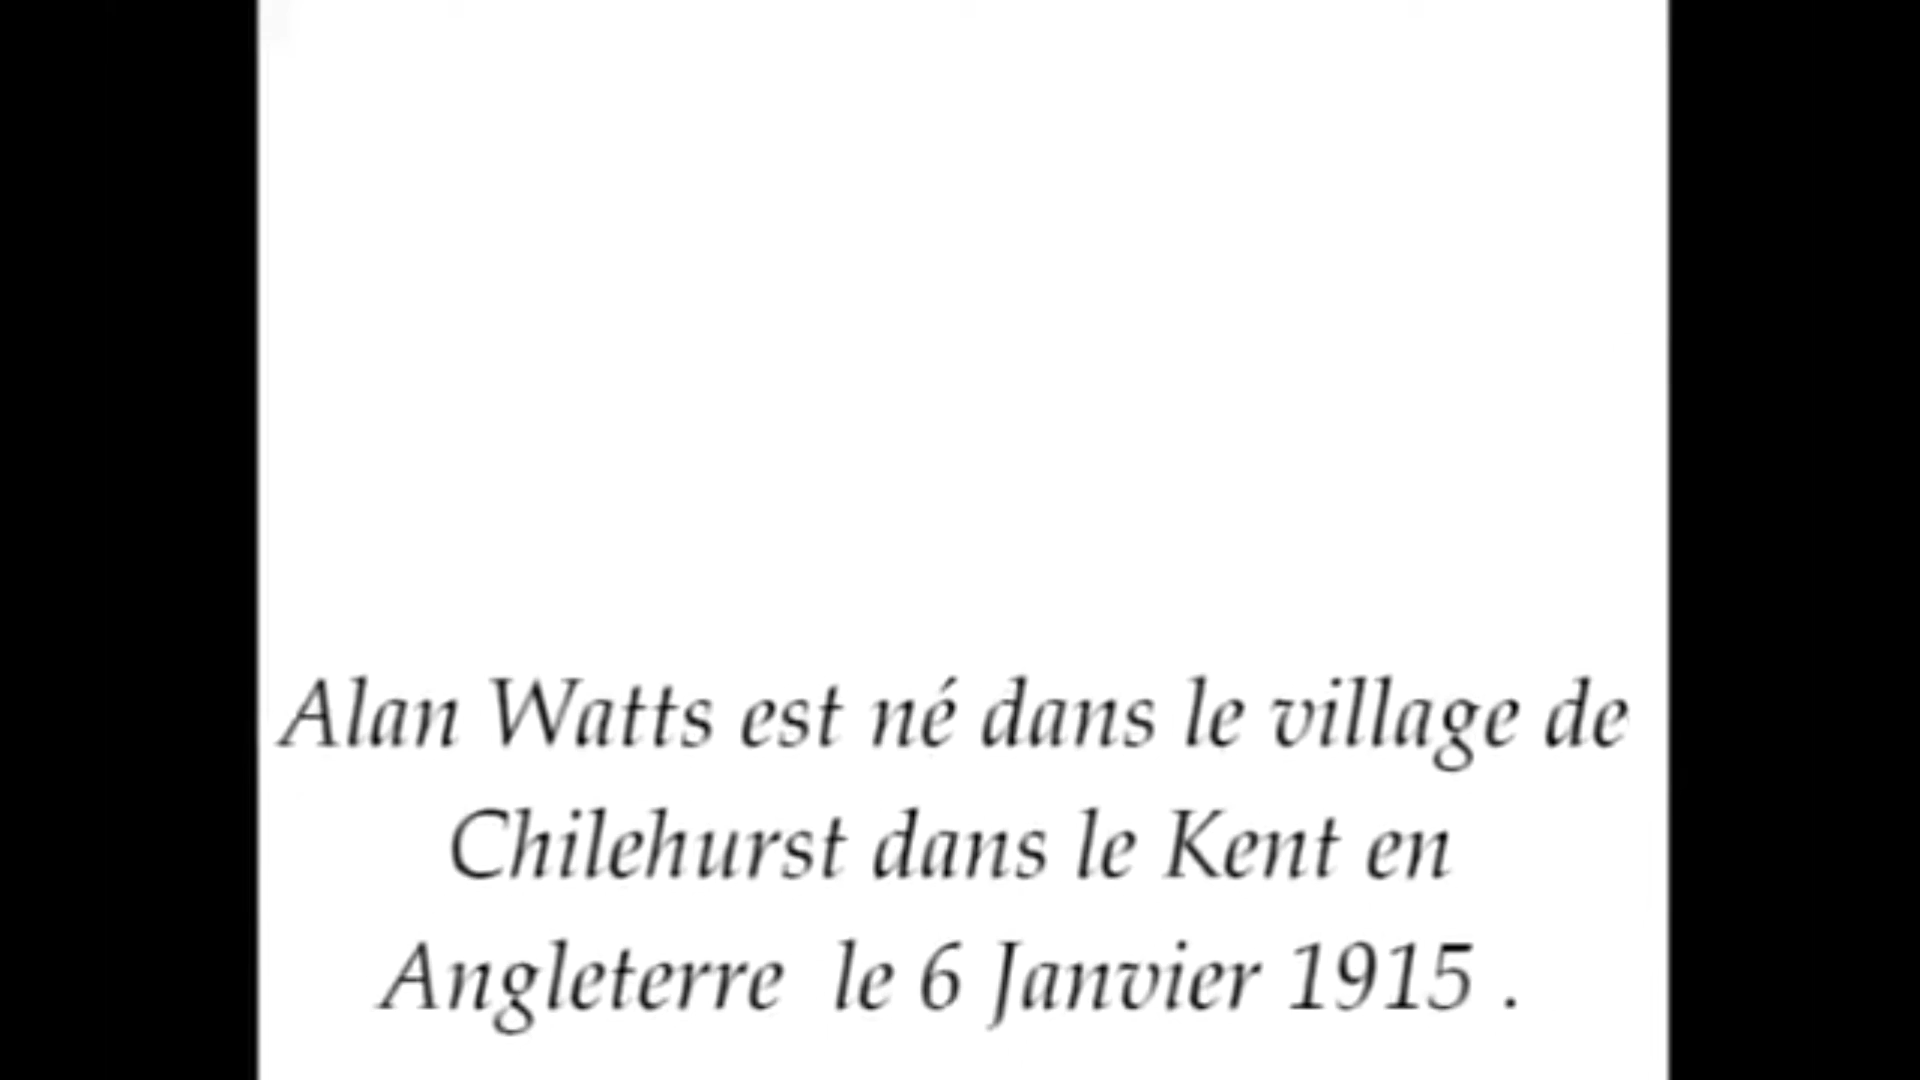 Alan Watts est né dans le village de
Chilehurst dans le Kent en
Angleterre le 6 Janvier 1915 .